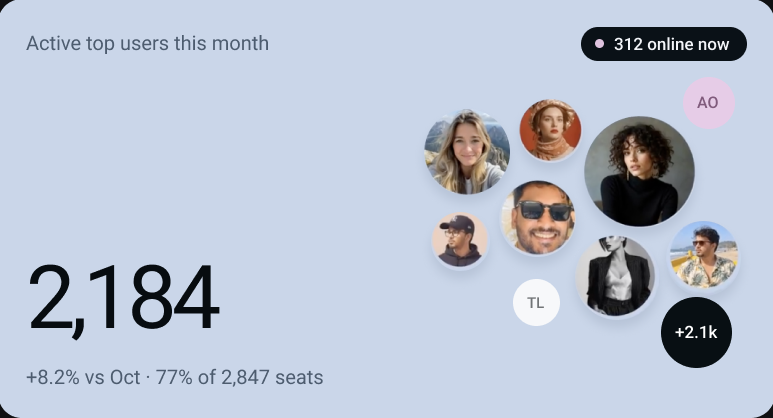 Active top users this month
312 online now
AO
TL
+2.1k
2,184
+8.2% vs Oct · 77% of 2,847 seats